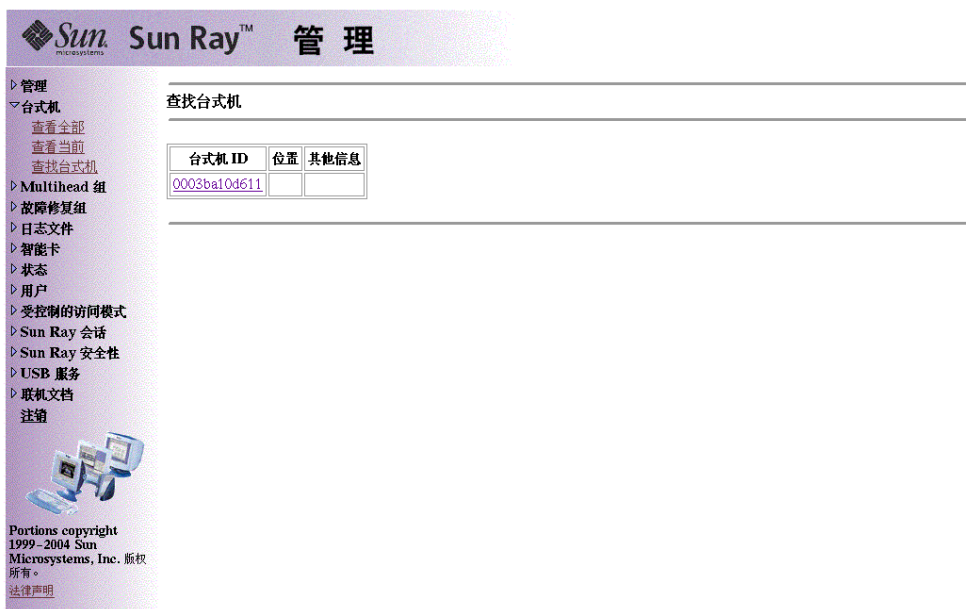 Sun microsystems Sun Ray™ 管理
管理
台式机
查看全部
查看当前
查找台式机
Multihead 组
故障修复组
日志文件
智能卡
状态
用户
受控制的访问模式
Sun Ray 会话
Sun Ray 安全性
USB 服务
联机文档
注销
Portions copyright
1999-2004 Sun
Microsystems, Inc. 版权
所有。
法律声明
查找台式机
台式机 ID 位置 其他信息
0003ba10d611